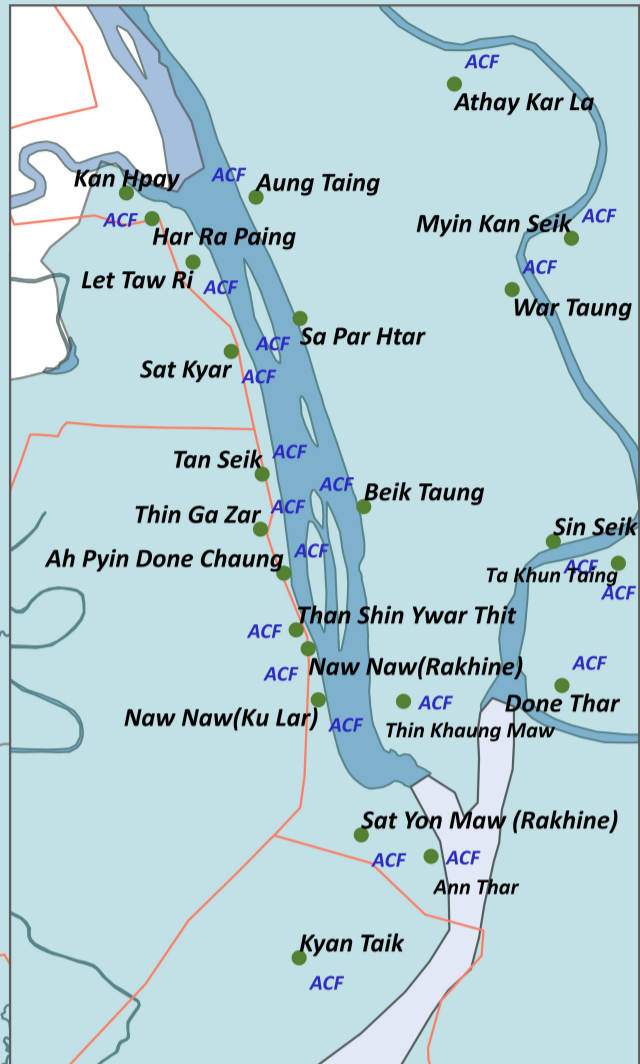 ACF
Athay Kar La
Kan Hpay
ACF
Aung Taing
ACF
Myin Kan Seik
ACF
Har Ra Paing
ACF
Let Taw Ri
ACF
War Taung
Sa Par Htar
ACF
Sat Kyar
ACF
Tan Seik
ACF
ACF
Beik Taung
Thin Ga Zar
ACF
Sin Seik
Ah Pyin Done Chaung
ACF
ACF
Ta Khun Taing
ACF
Than Shin Ywar Thit
ACF
Naw Naw(Rakhine)
ACF
ACF
Done Thar
Naw Naw(Ku Lar)
ACF
ACF
Thin Khaung Maw
Sat Yon Maw (Rakhine)
ACF
ACF
Ann Thar
Kyan Taik
ACF